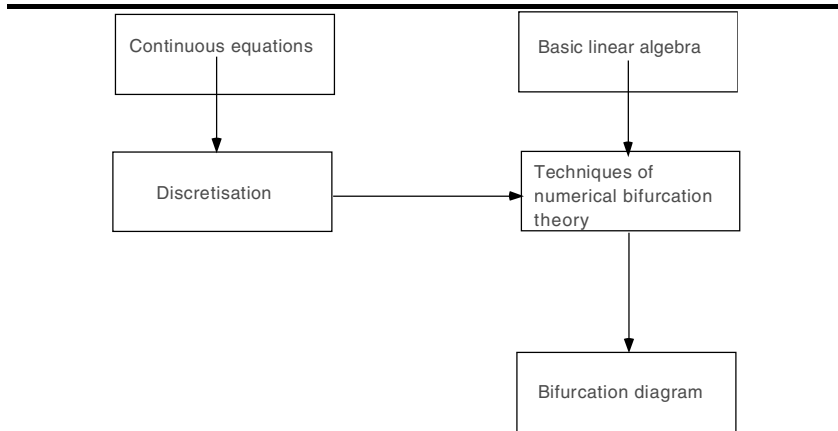 Continuous equations
Basic linear algebra
Discretisation
Techniques of
numerical bifurcation
theory
Bifurcation diagram